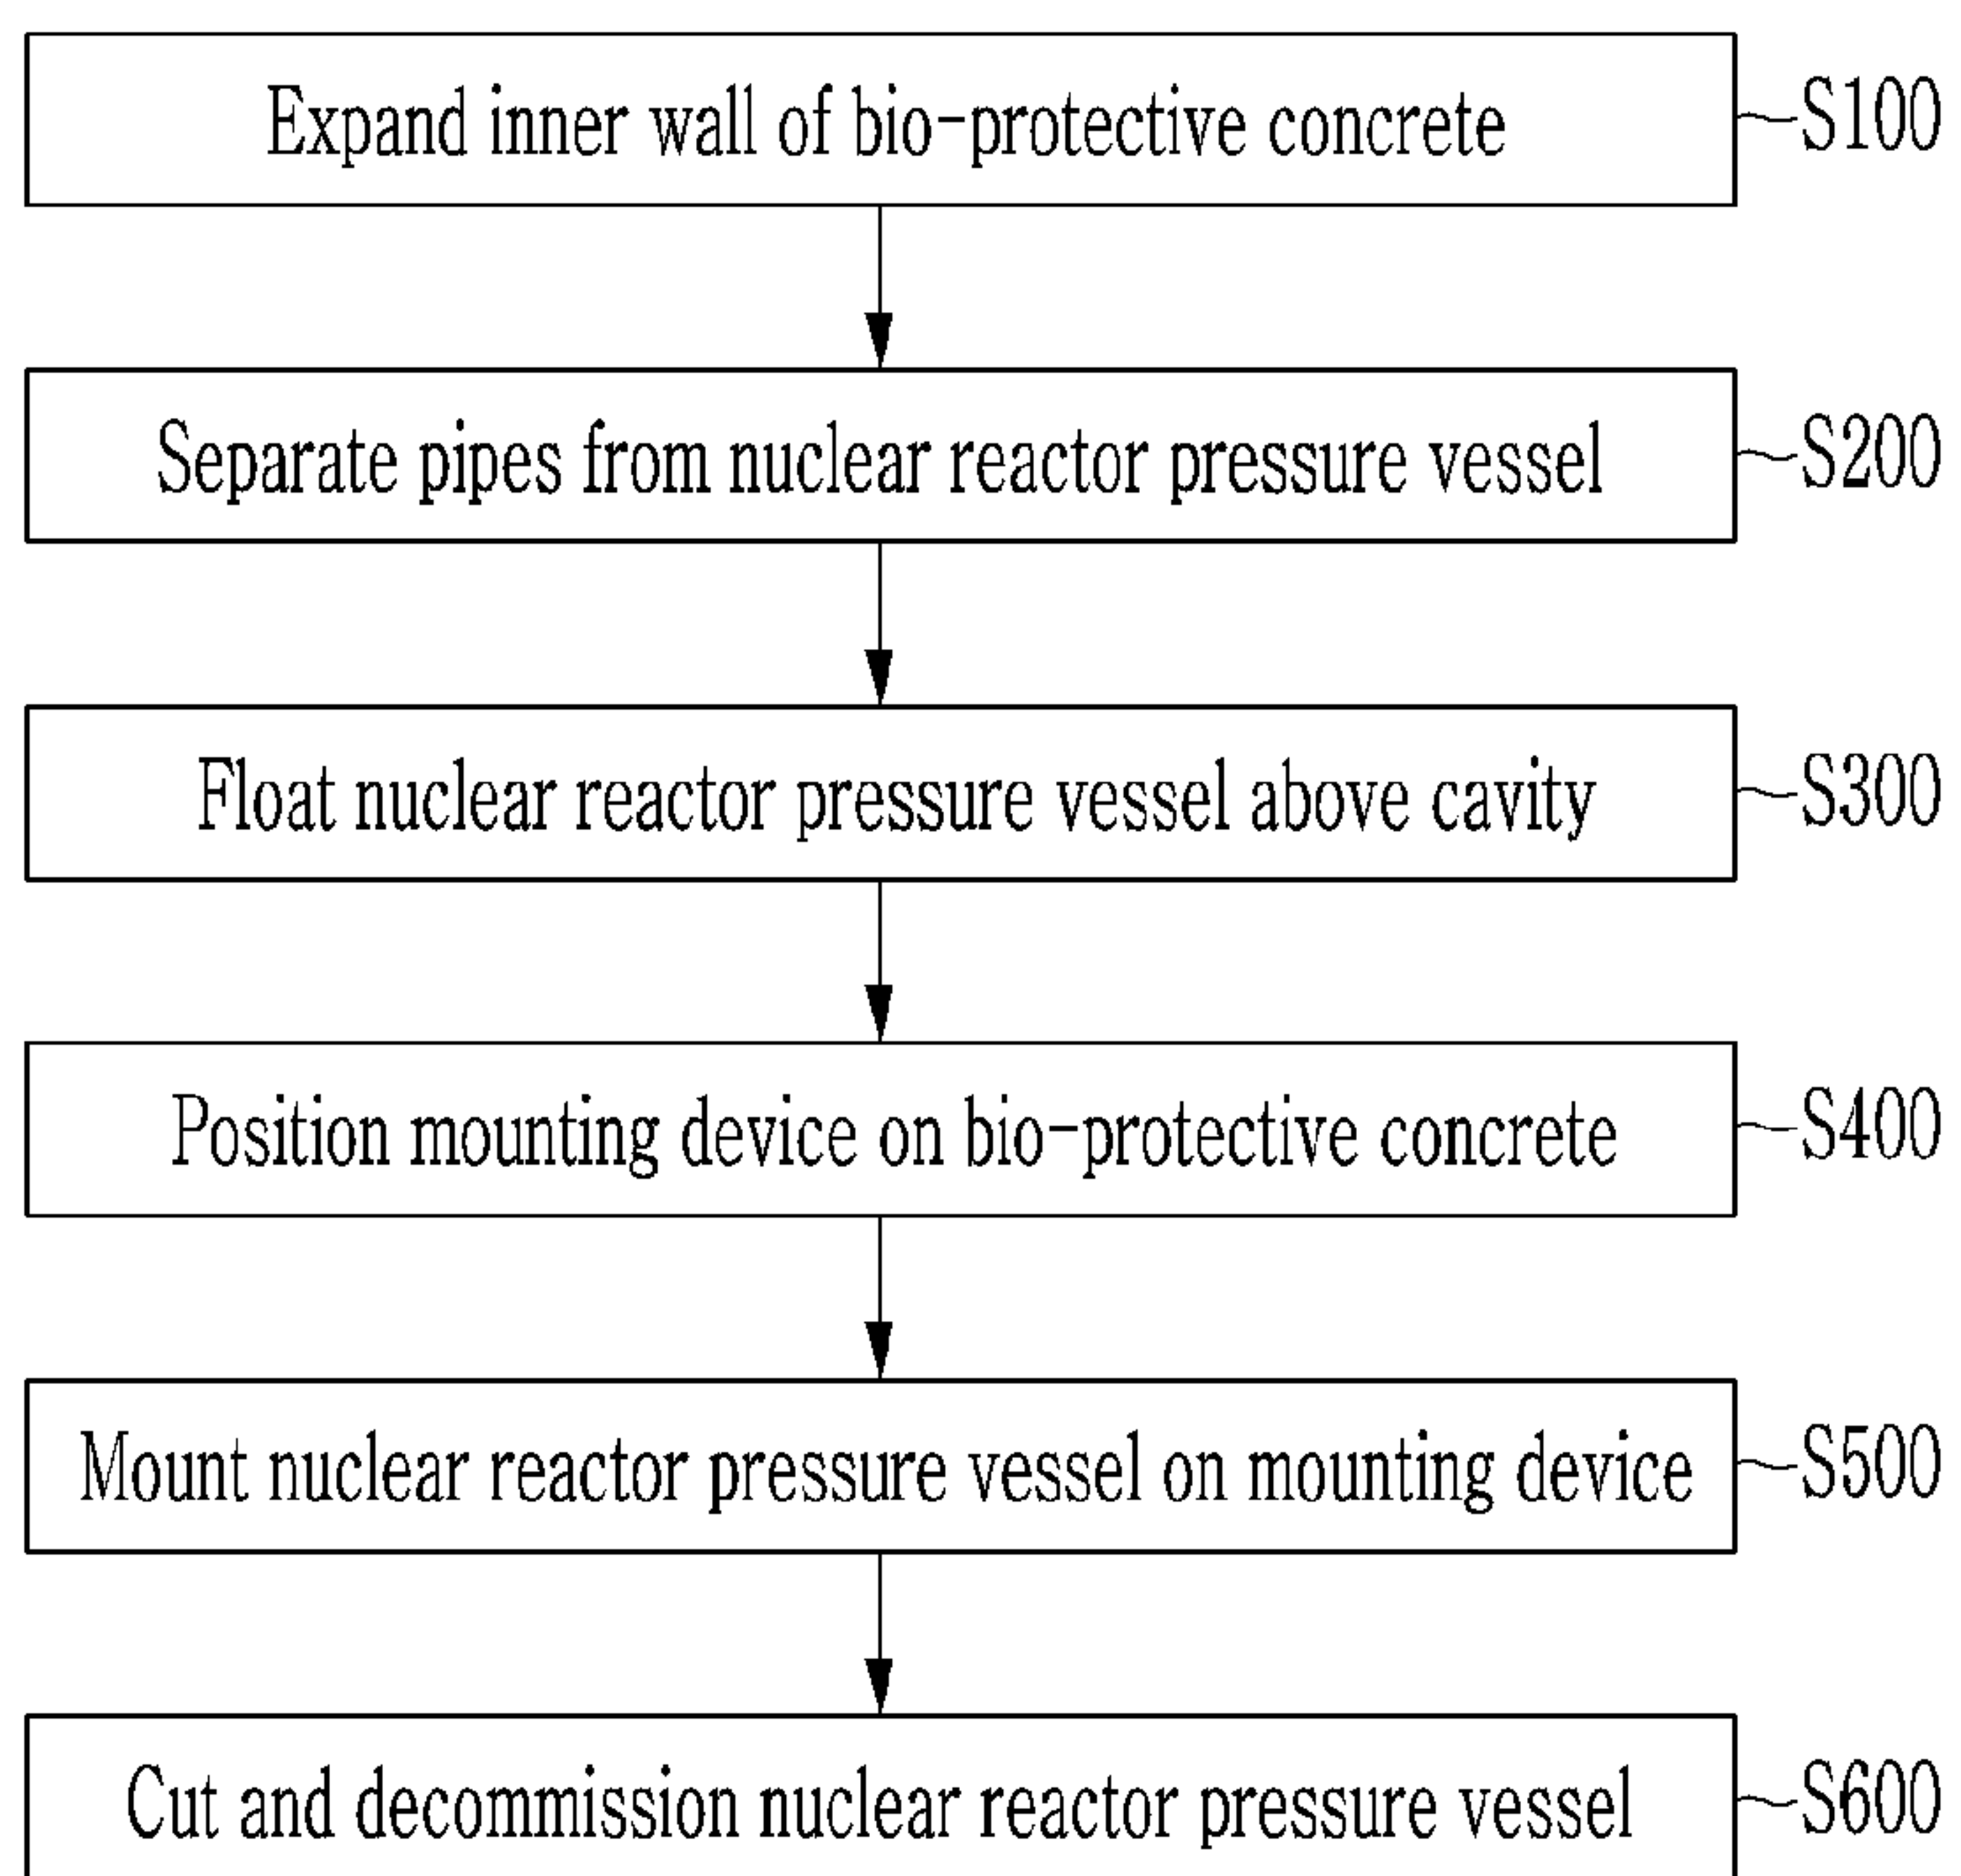 Expand inner wall of bio-protective concrete S100
Separate pipes from nuclear reactor pressure vessel S200
Float nuclear reactor pressure vessel above cavity S300
Position mounting device on bio-protective concrete S400
Mount nuclear reactor pressure vessel on mounting device S500
Cut and decommission nuclear reactor pressure vessel S600